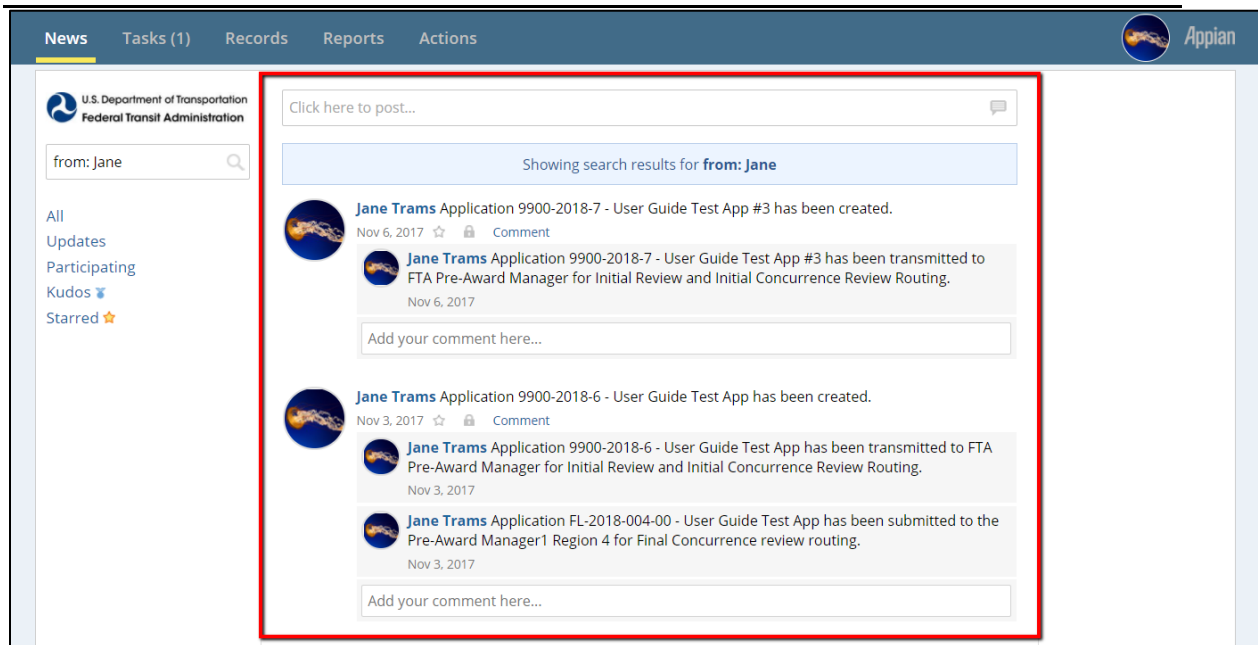 News Tasks (1) Records Reports Actions Appian
U.S. Department of Transportation
Federal Transit Administration
from: Jane
All
Updates
Participating
Kudos
Starred
Click here to post...
Showing search results for from: Jane
Jane Trams Application 9900-2018-7 - User Guide Test App #3 has been created.
Nov 6, 2017 Comment
Jane Trams Application 9900-2018-7 - User Guide Test App #3 has been transmitted to
FTA Pre-Award Manager for Initial Review and Initial Concurrence Review Routing.
Nov 6, 2017
Add your comment here...
Jane Trams Application 9900-2018-6 - User Guide Test App has been created.
Nov 3, 2017 Comment
Jane Trams Application 9900-2018-6 - User Guide Test App has been transmitted to FTA
Pre-Award Manager for Initial Review and Initial Concurrence Review Routing.
Nov 3, 2017
Jane Trams Application FL-2018-004-00 - User Guide Test App has been submitted to the
Pre-Award Manager1 Region 4 for Final Concurrence review routing.
Nov 3, 2017
Add your comment here...